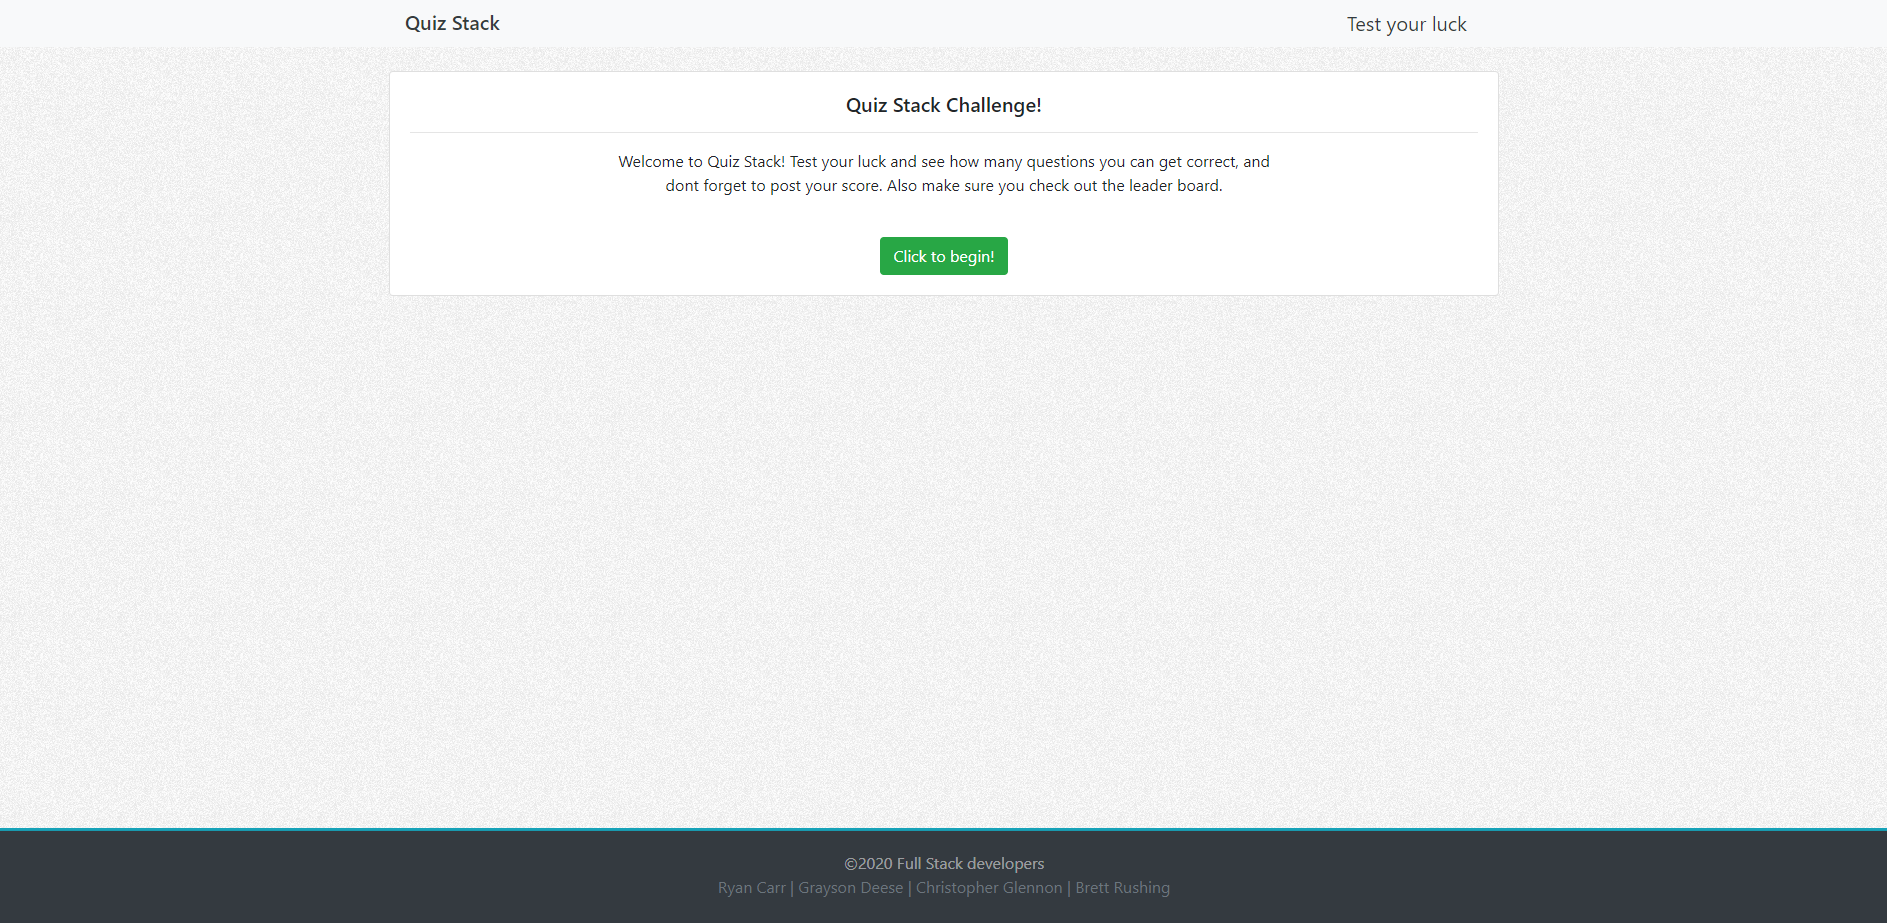 Quiz Stack
Test your luck
Quiz Stack Challenge!
Welcome to Quiz Stack! Test your luck and see how many questions you can get correct, and
dont forget to post your score. Also make sure you check out the leader board.
Click to begin!
©2020 Full Stack developers
Ryan Carr | Grayson Deese | Christopher Glennon | Brett Rushing